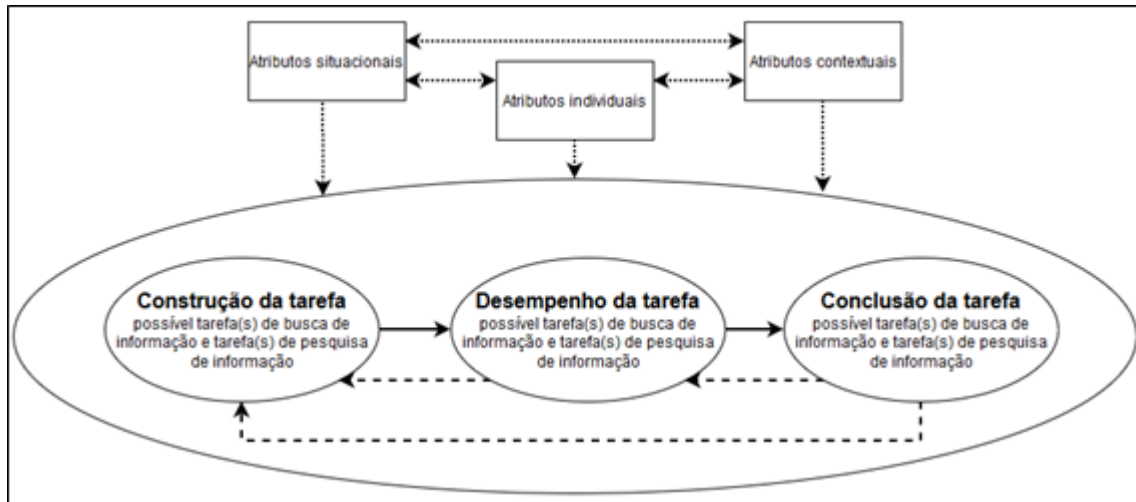 Atributos situacionais
Atributos individuais
Atributos contextuais
Construção da tarefa
possível tarefa(s) de busca de
informação e tarefa(s) de pesquisa
de informação
Desempenho da tarefa
possível tarefa(s) de busca de
informação e tarefa(s) de pesquisa
de informação
Conclusão da tarefa
possível tarefa(s) de busca de
informação e tarefa(s) de pesquisa
de informação